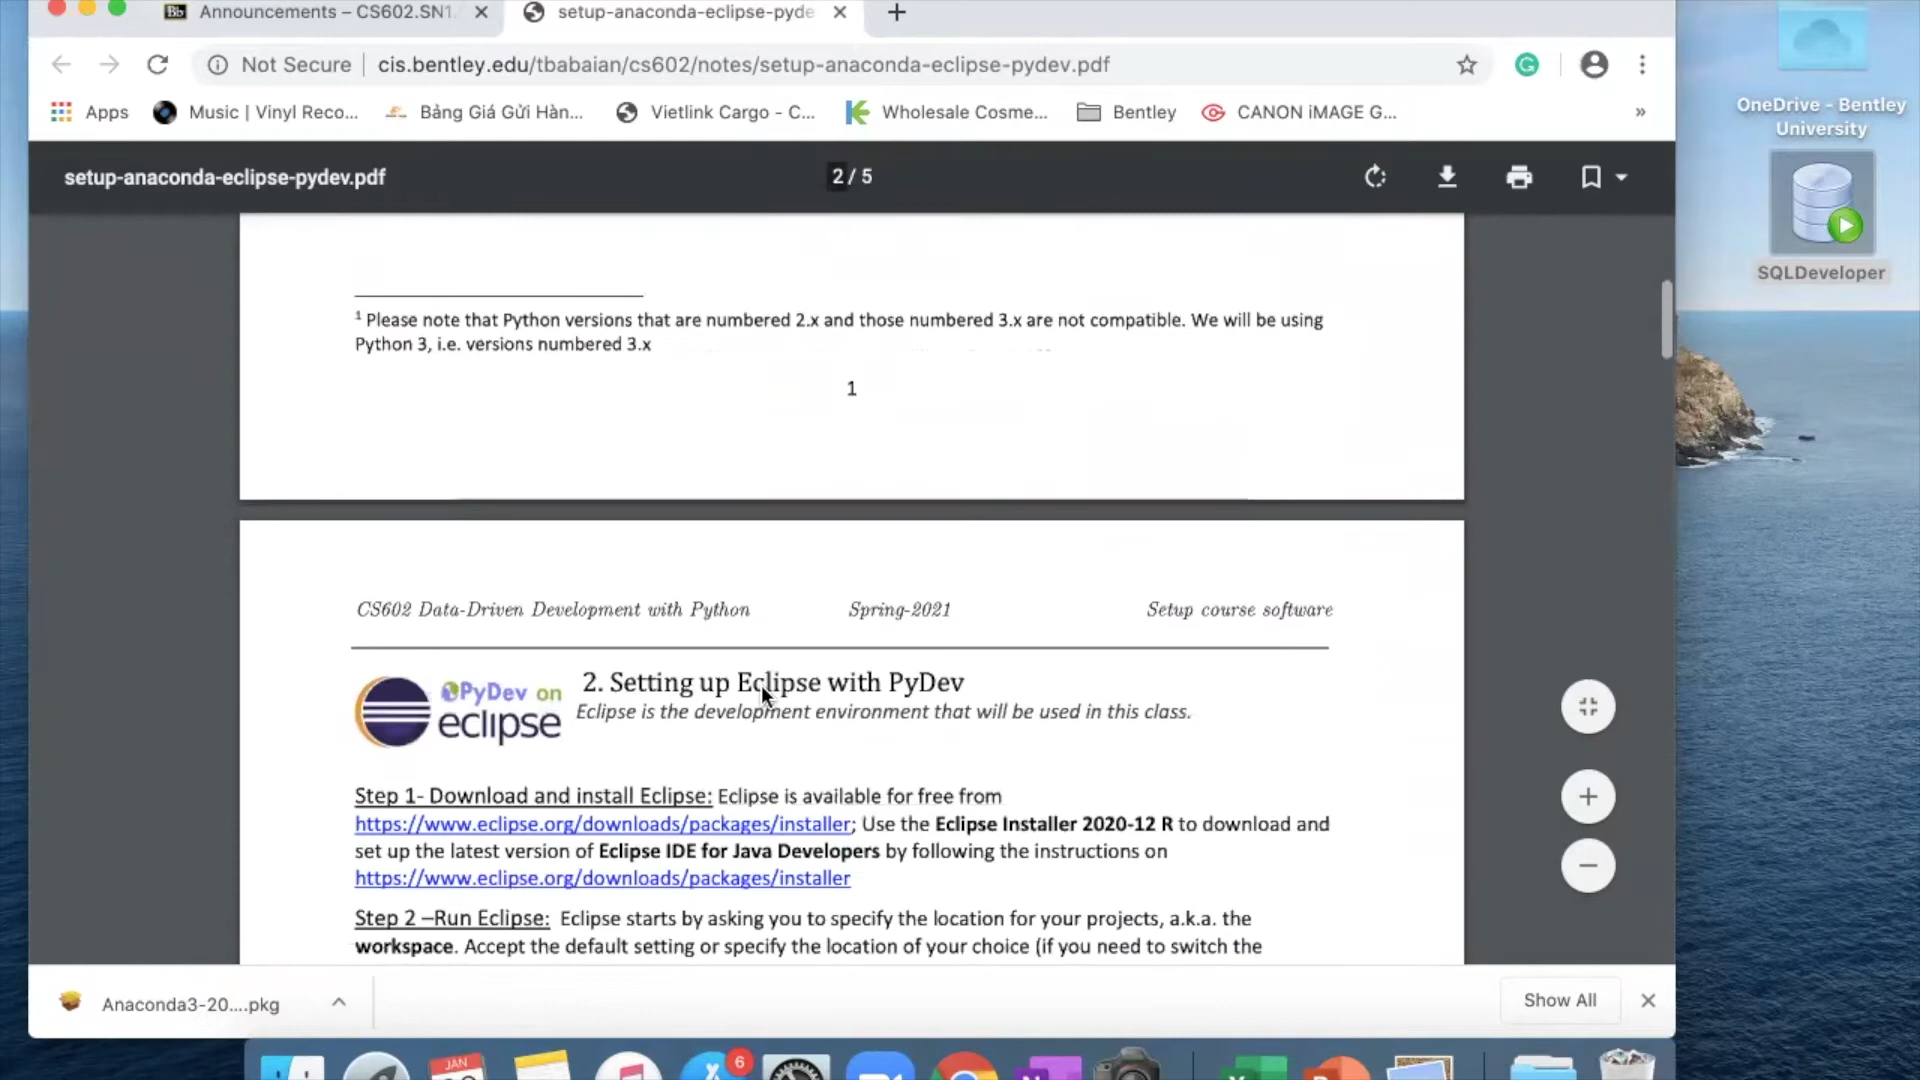 Announcements – CS602.SN1.
setup-anaconda-eclipse-pyde
Not Secure
cis.bentley.edu/tbabaian/cs602/notes/setup-anaconda-eclipse-pydev.pdf
Apps
Music | Vinyl Reco...
Bảng Giá Gửi Hàn...
Vietlink Cargo - C...
Wholesale Cosme...
Bentley
CANON iMAGE G...
»
OneDrive - Bentley
University
SQLDeveloper
setup-anaconda-eclipse-pydev.pdf
2 / 5
1 Please note that Python versions that are numbered 2.x and those numbered 3.x are not compatible. We will be using
Python 3, i.e. versions numbered 3.x
1
CS602 Data-Driven Development with Python Spring-2021 Setup course software
PyDev on
eclipse
2. Setting up Eclipse with PyDev
Eclipse is the development environment that will be used in this class.
Step 1- Download and install Eclipse: Eclipse is available for free from
https://www.eclipse.org/downloads/packages/installer; Use the Eclipse Installer 2020-12 R to download and
set up the latest version of Eclipse IDE for Java Developers by following the instructions on
https://www.eclipse.org/downloads/packages/installer
Step 2 –Run Eclipse: Eclipse starts by asking you to specify the location for your projects, a.k.a. the
workspace. Accept the default setting or specify the location of your choice (if you need to switch the
Anaconda3-20....pkg
Show All
JAN
6